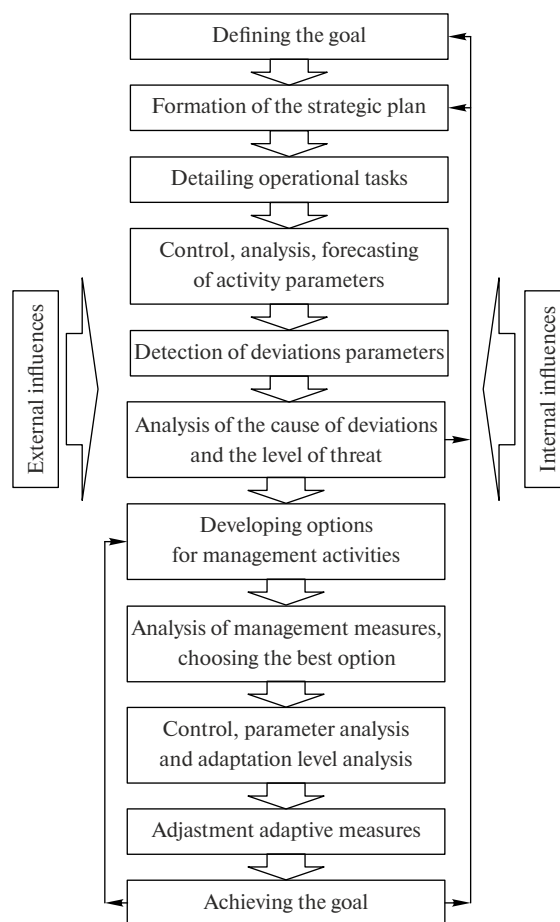 Defining the goal
Formation of the strategic plan
Detailing operational tasks
Control, analysis, forecasting
of activity parameters
External influences
Internal influences
Detection of deviations parameters
Analysis of the cause of deviations
and the level of threat
Developing options
for management activities
Analysis of management measures,
choosing the best option
Control, parameter analysis
and adaptation level analysis
Adjastment adaptive measures
Achieving the goal